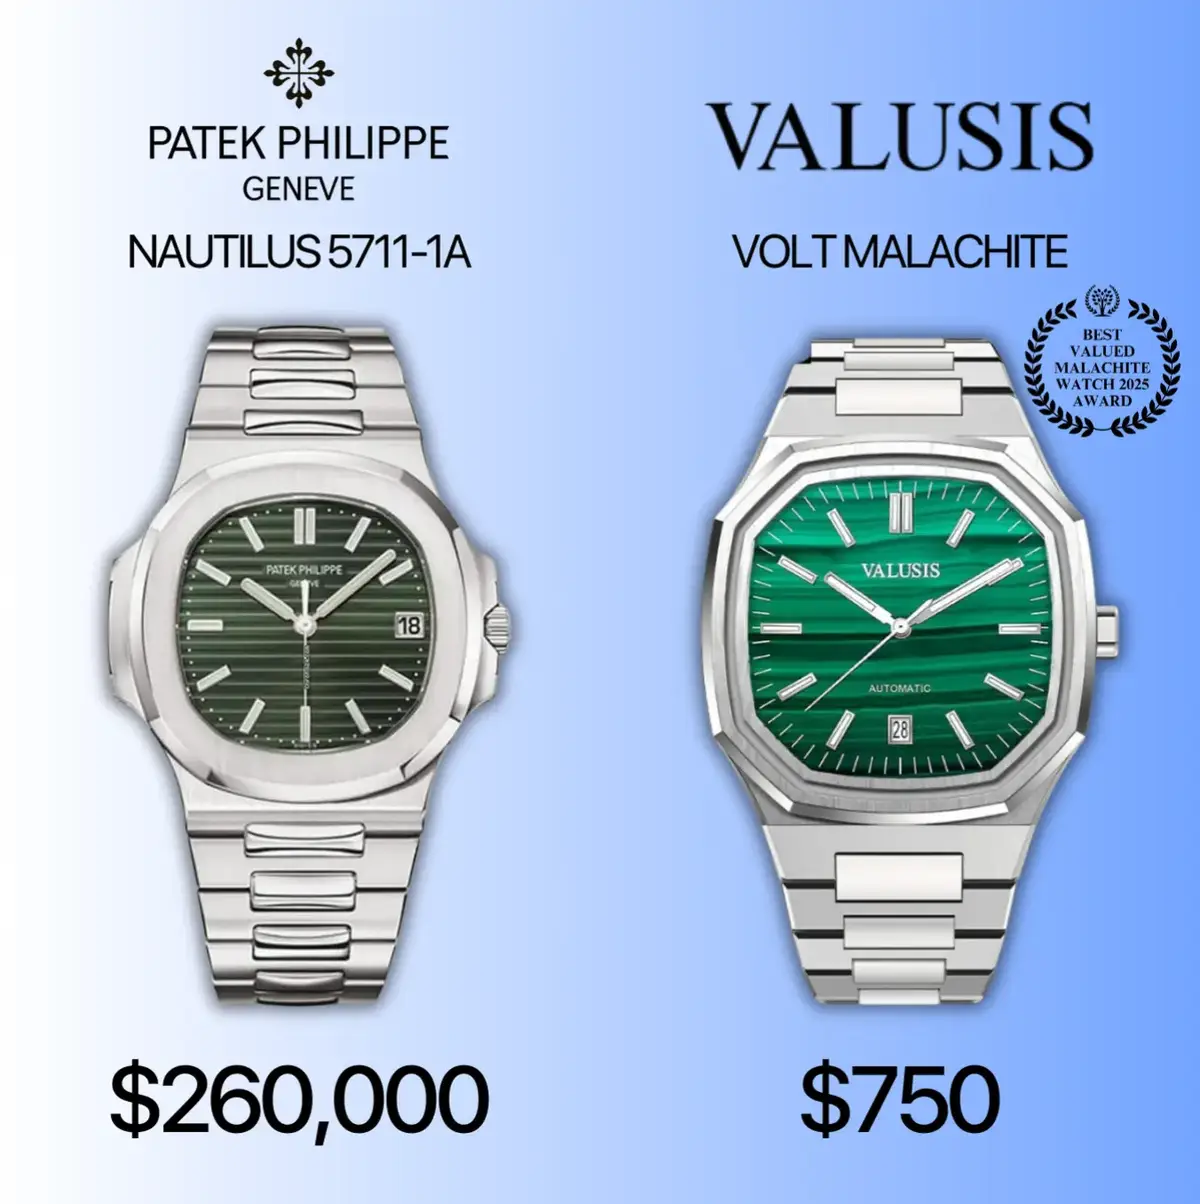 PATEK PHILIPPE
GENEVE
NAUTILUS 5711-1A
VALUSIS
VOLT MALACHITE
BEST
VALUED
MALACHITE
WATCH 2025
AWARD
PATEK PHILIPPE
GENEVE
18
VALUSIS
AUTOMATIC
28
$260,000
$750